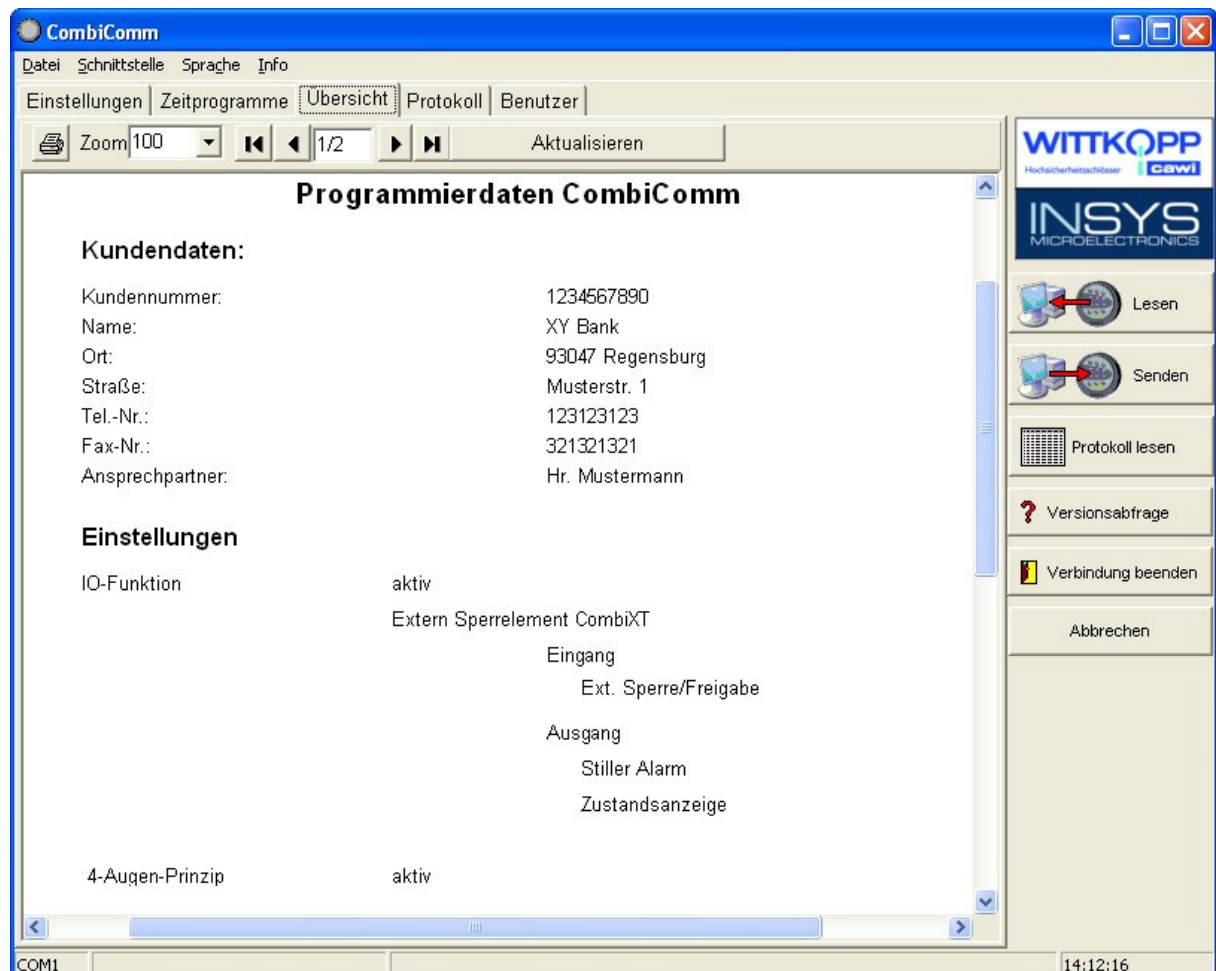 CombiComm
Datei Schnittstelle Sprache Info
Einstellungen Zeitprogramme Übersicht Protokoll Benutzer
Zoom 100 1/2 Aktualisieren
Programmierdaten CombiComm
Kundendaten:
Kundennummer: 1234567890
Name: XY Bank
Ort: 93047 Regensburg
Straße: Musterstr. 1
Tel.-Nr.: 123123123
Fax-Nr.: 321321321
Ansprechpartner: Hr. Mustermann
Einstellungen
IO-Funktion aktiv
Extern Sperrelement CombiXT
Eingang
Ext. Sperre/Freigabe
Ausgang
Stiller Alarm
Zustandsanzeige
4-Augen-Prinzip aktiv
WITTKOPP
Hochsicherheitsschlösser cawi
INSYS
MICROELECTRONICS
Lesen
Senden
Protokoll lesen
? Versionsabfrage
Verbindung beenden
Abbrechen
COM1 14:12:16